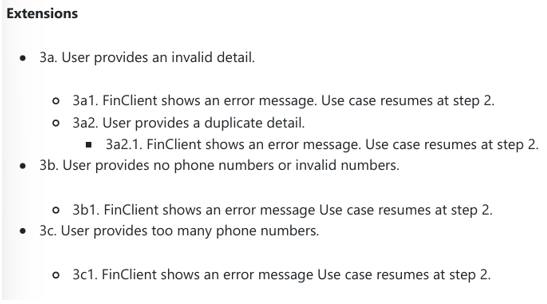 Extensions
3a. User provides an invalid detail.
3a1. FinClient shows an error message. Use case resumes at step 2.
3a2. User provides a duplicate detail.
3a2.1. FinClient shows an error message. Use case resumes at step 2.
3b. User provides no phone numbers or invalid numbers.
3b1. FinClient shows an error message Use case resumes at step 2.
3c. User provides too many phone numbers.
3c1. FinClient shows an error message Use case resumes at step 2.